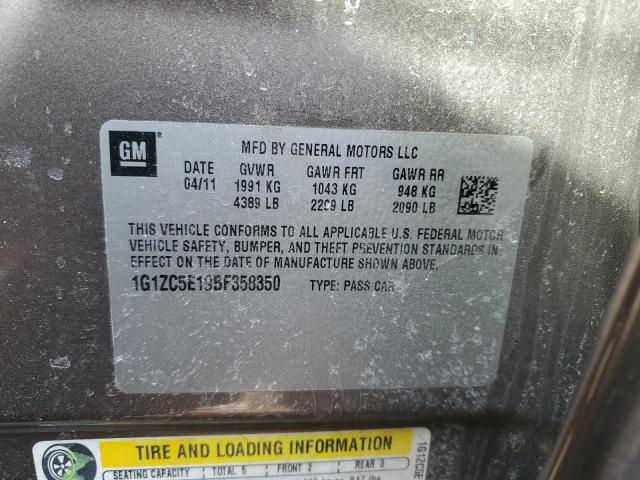 GM
MFD BY GENERAL MOTORS LLC
DATE GVWR GAWR FRT GAWR RR
04/11 1991 KG 1043 KG 948 KG
4389 LB 2299 LB 2090 LB
THIS VEHICLE CONFORMS TO ALL APPLICABLE U.S. FEDERAL MOTOR
VEHICLE SAFETY, BUMPER, AND THEFT PREVENTION STANDARDS IN
EFFECT ON THE DATE OF MANUFACTURE SHOWN ABOVE.
1G1ZC5E19BF358350 TYPE: PASS CAR
TIRE AND LOADING INFORMATION
SEATING CAPACITY TOTAL 5 FRONT 2 REAR 3
1G1ZC5E